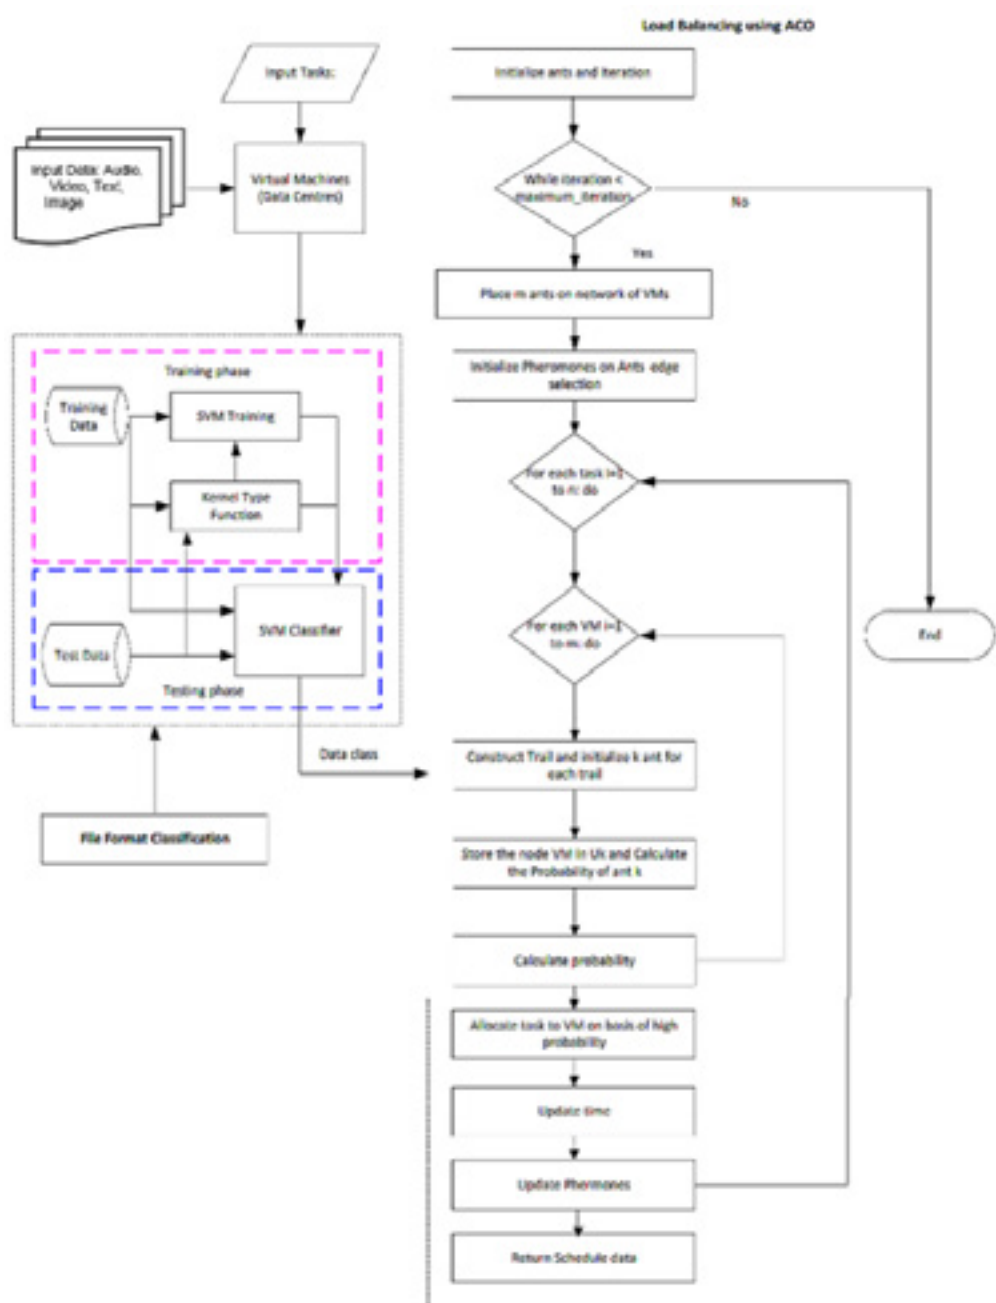 Load Balancing using ACO
Input Tasks:
Input Data: Audio,
Video, Text,
Image
Virtual Machines
(Data Centres)
Training phase
Training
Data
SVM Training
Kernel Type
Function
SVM Classifier
Test Data
Testing phase
Data class
File Format Classification
Initialize ants and Iteration
While iteration <
maximum_iteration
No
Yes
Place m ants on network of VMs
Initialize Pheromones on Ants edge
selection
For each task i=1
to n: do
For each VM i=1
to m: do
End
Construct Trail and initialize k ant for
each trail
Store the node VM in Uk and Calculate
the Probability of ant k
Calculate probability
Allocate task to VM on basis of high
probability
Update time
Update Phermones
Return Schedule data